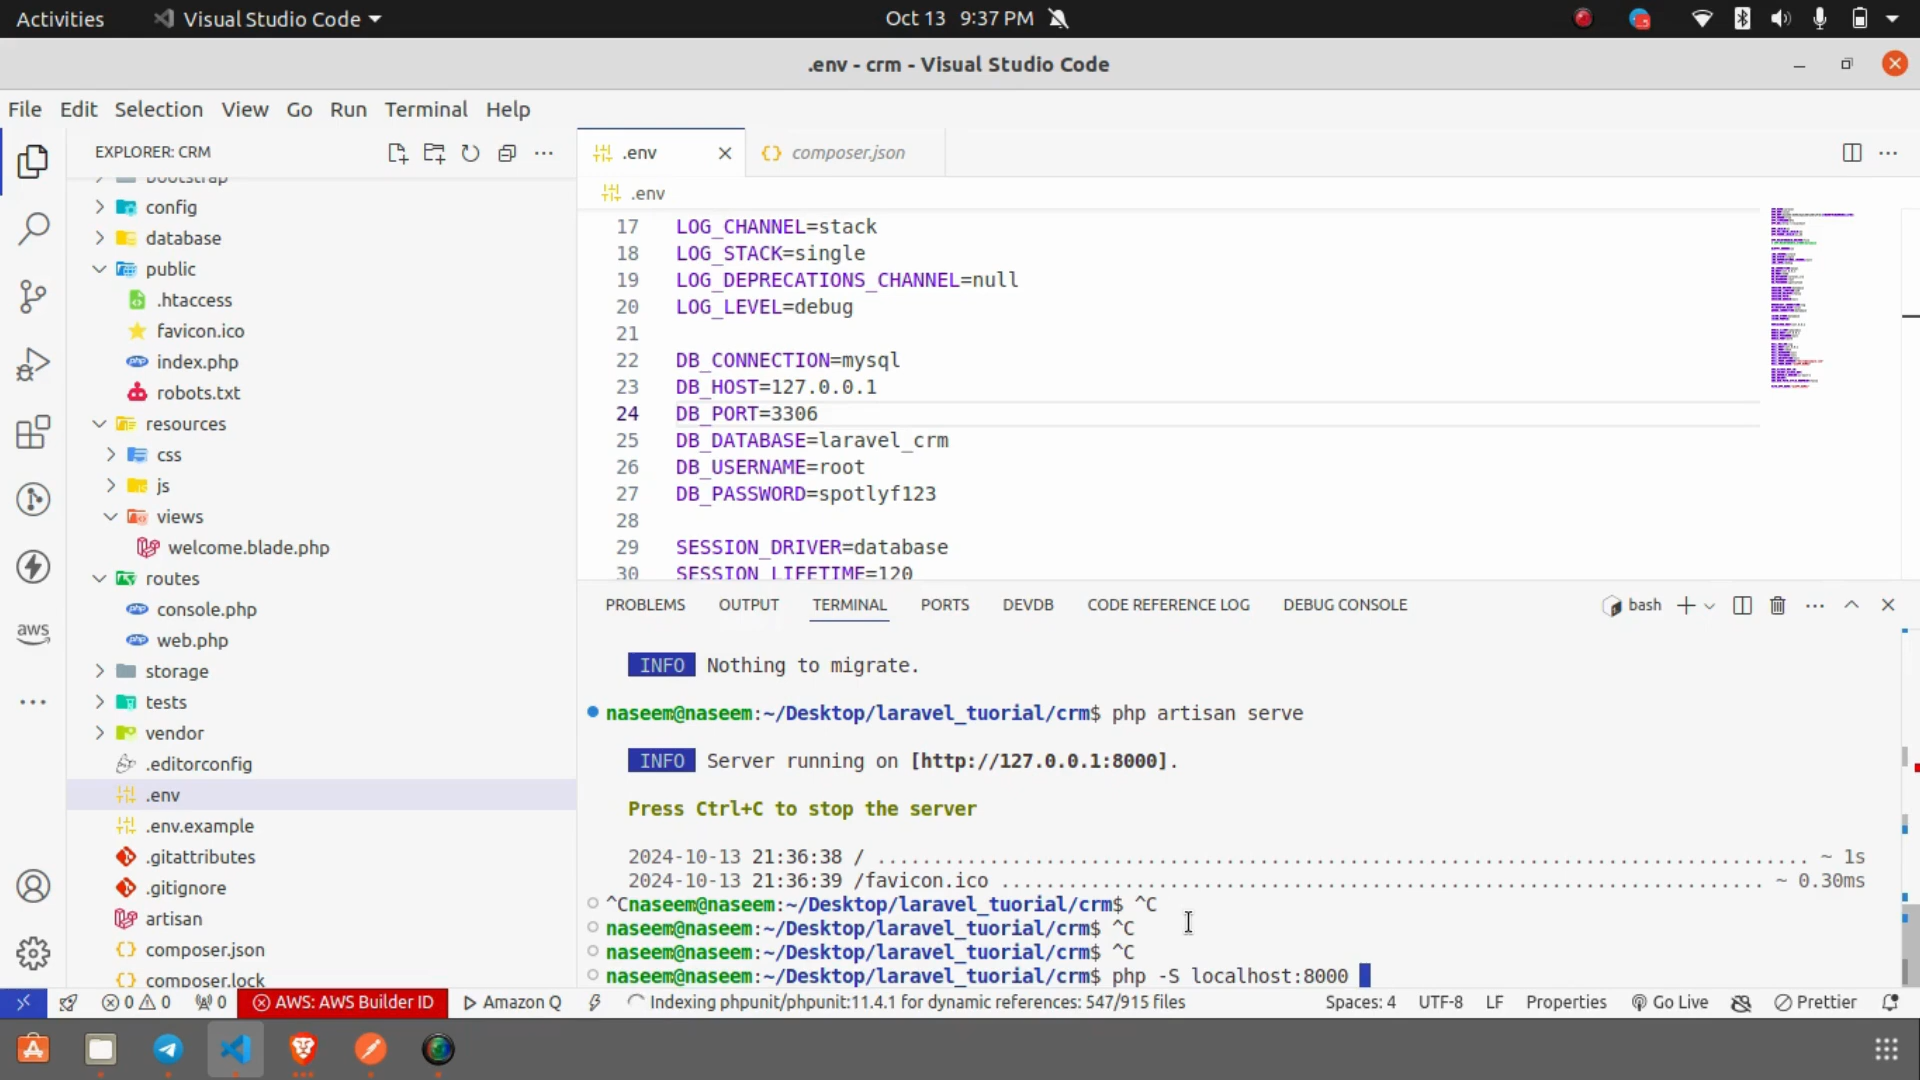 Activities
Visual Studio Code
Oct 13 9:37 PM
.env - crm - Visual Studio Code
File Edit Selection View Go Run Terminal Help
EXPLORER: CRM
bootstrap
config
database
public
.htaccess
favicon.ico
index.php
robots.txt
resources
css
js
views
welcome.blade.php
routes
console.php
web.php
storage
tests
vendor
.editorconfig
.env
.env.example
.gitattributes
.gitignore
artisan
composer.json
composer.lock
aws
.env
composer.json
.env
17 LOG_CHANNEL=stack
18 LOG_STACK=single
19 LOG_DEPRECATIONS_CHANNEL=null
20 LOG_LEVEL=debug
21
22 DB_CONNECTION=mysql
23 DB_HOST=127.0.0.1
24 DB_PORT=3306
25 DB_DATABASE=laravel_crm
26 DB_USERNAME=root
27 DB_PASSWORD=spotlyf123
28
29 SESSION_DRIVER=database
30 SESSION_LIFETIME=120
PROBLEMS OUTPUT TERMINAL PORTS DEVDB CODE REFERENCE LOG DEBUG CONSOLE
bash
INFO Nothing to migrate.
naseem@naseem:~/Desktop/laravel_tuorial/crm$ php artisan serve
INFO Server running on [http://127.0.0.1:8000].
Press Ctrl+C to stop the server
2024-10-13 21:36:38 / ................................................................................... ~ 1s
2024-10-13 21:36:39 /favicon.ico .................................................................... ~ 0.30ms
^Cnaseem@naseem:~/Desktop/laravel_tuorial/crm$ ^C
naseem@naseem:~/Desktop/laravel_tuorial/crm$ ^C
naseem@naseem:~/Desktop/laravel_tuorial/crm$ ^C
naseem@naseem:~/Desktop/laravel_tuorial/crm$ php -S localhost:8000
0 0 0 AWS: AWS Builder ID Amazon Q Indexing phpunit/phpunit:11.4.1 for dynamic references: 547/915 files Spaces: 4 UTF-8 LF Properties Go Live Prettier